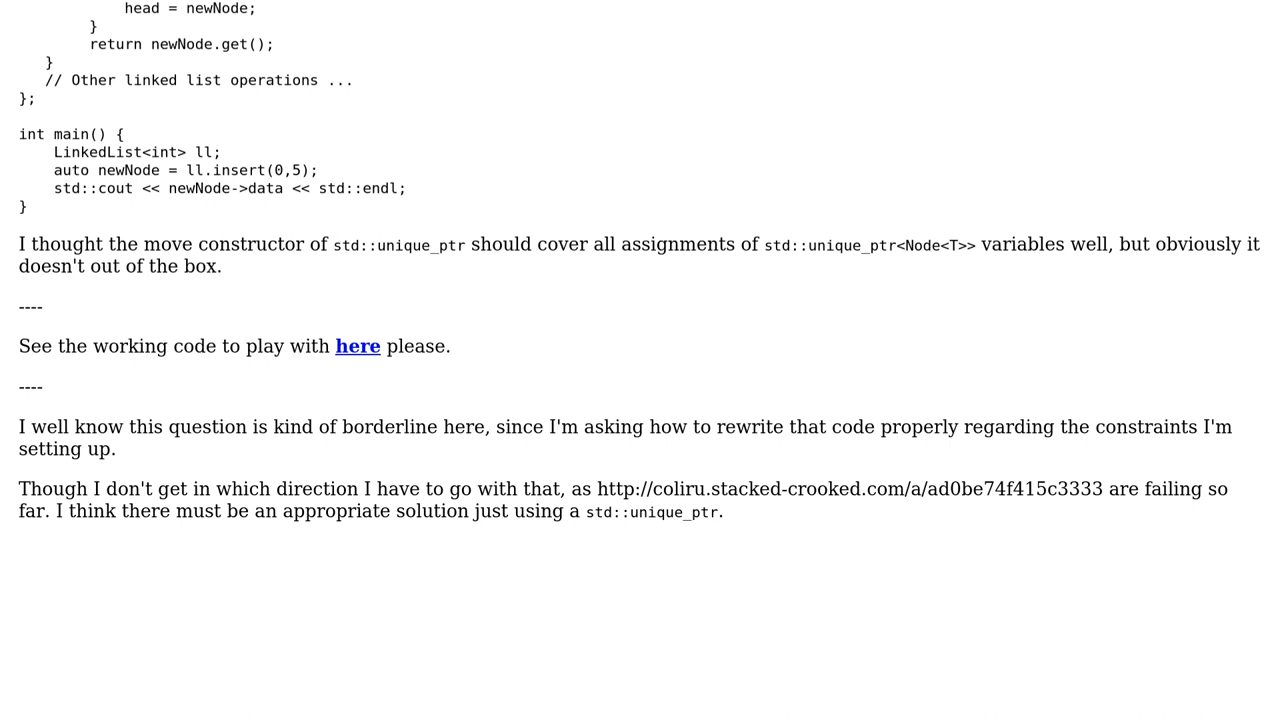 head = newNode;
}
return newNode.get();
}
// Other linked list operations ...
};
int main() {
LinkedList<int> ll;
auto newNode = ll.insert(0,5);
std::cout << newNode->data << std::endl;
}
I thought the move constructor of std::unique_ptr should cover all assignments of std::unique_ptr<Node<T>> variables well, but obviously it
doesn't out of the box.
----
See the working code to play with here please.
----
I well know this question is kind of borderline here, since I'm asking how to rewrite that code properly regarding the constraints I'm
setting up.
Though I don't get in which direction I have to go with that, as http://coliru.stacked-crooked.com/a/ad0be74f415c3333 are failing so
far. I think there must be an appropriate solution just using a std::unique_ptr.